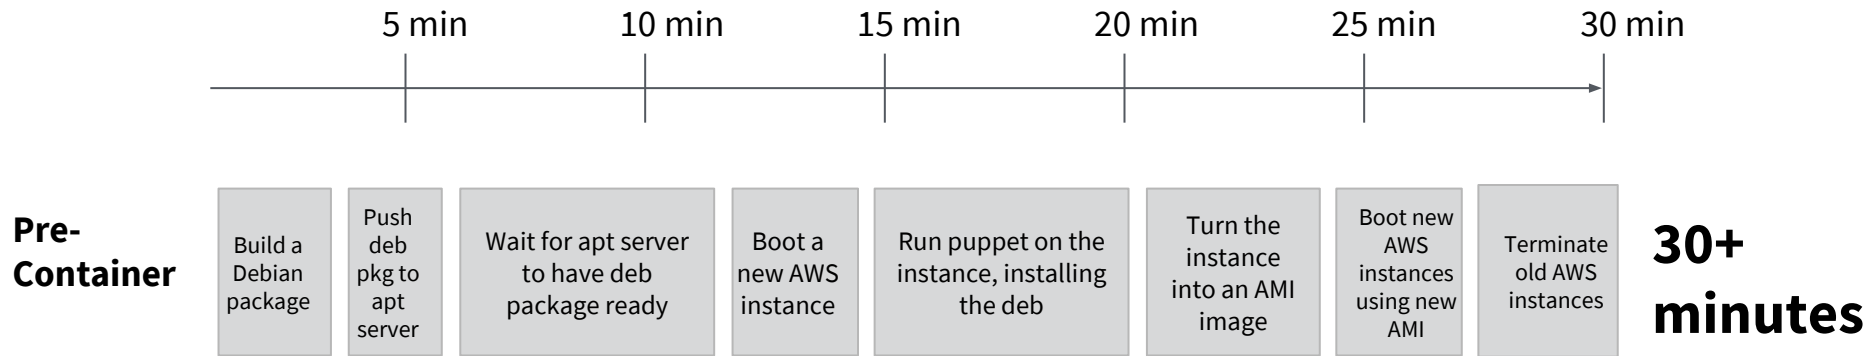 5 min
10 min
15 min
20 min
25 min
30 min
Pre-
Container
Build a
Debian
package
Push
deb
pkg to
apt
server
Wait for apt server
to have deb
package ready
Boot a
new AWS
instance
Run puppet on the
instance, installing
the deb
Turn the
instance
into an AMI
image
Boot new
AWS
instances
using new
AMI
Terminate
old AWS
instances
30+
minutes